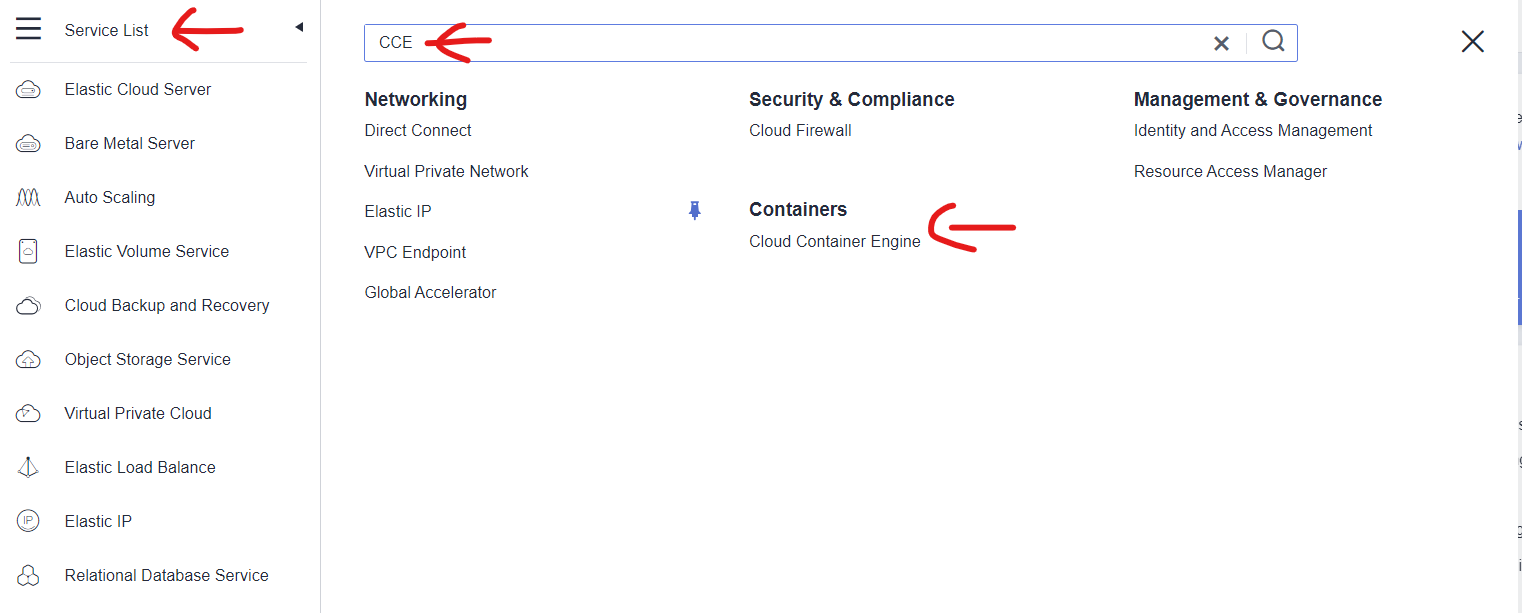 Service List
Elastic Cloud Server
Bare Metal Server
Auto Scaling
Elastic Volume Service
Cloud Backup and Recovery
Object Storage Service
Virtual Private Cloud
Elastic Load Balance
IP
Elastic IP
Relational Database Service
CCE
Networking
Direct Connect
Virtual Private Network
Elastic IP
VPC Endpoint
Global Accelerator
Security & Compliance
Cloud Firewall
Containers
Cloud Container Engine
Management & Governance
Identity and Access Management
Resource Access Manager